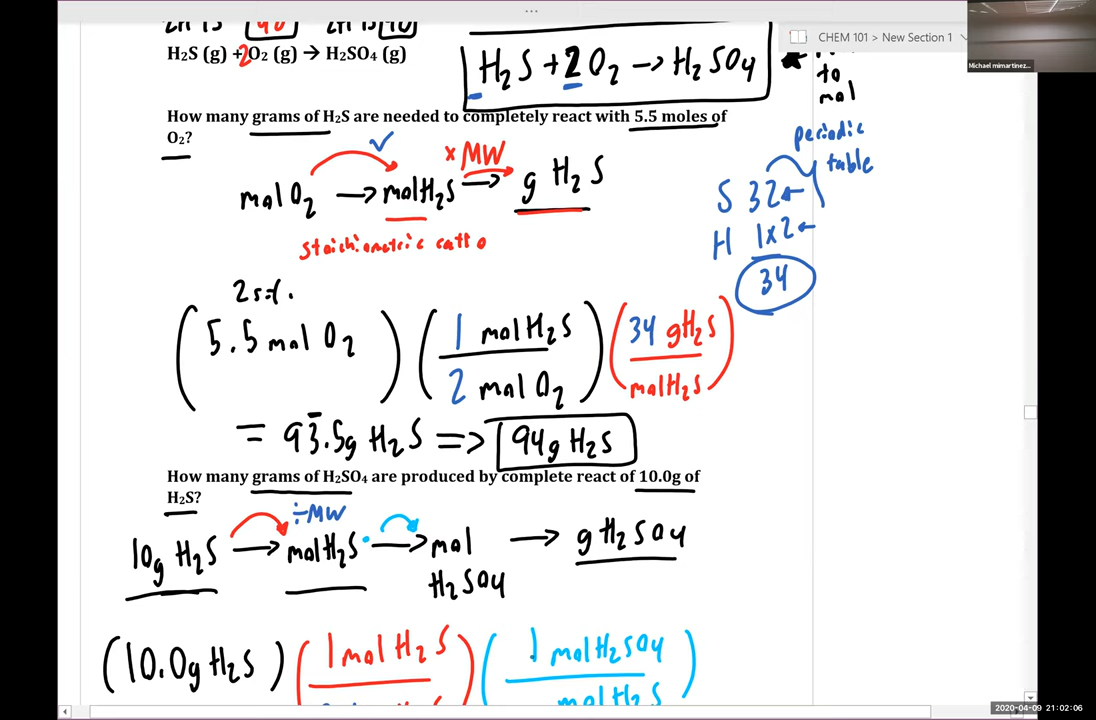 H₂S (g) +2O₂ (g) → H₂SO₄ (g)
H₂S + 2O₂ → H₂SO₄
CHEM 101 > New Section 1
Michael mimartinez...
to
mol
How many grams of H₂S are needed to completely react with 5.5 moles of
O₂?
periodic
table
x MW
mol O₂ → mol H₂S → g H₂S
S 32
H 1x2
34
2 s.f.
(5.5 mol O₂) (1 mol H₂S / 2 mol O₂) (34 g H₂S / mol H₂S)
= 93.5g H₂S => 94g H₂S
How many grams of H₂SO₄ are produced by complete react of 10.0g of
H₂S?
÷MW
10g H₂S → mol H₂S → mol H₂SO₄ → g H₂SO₄
(10.0g H₂S) (1 mol H₂S) (1 mol H₂SO₄
mol H₂S
2020-04-09 21:02:06